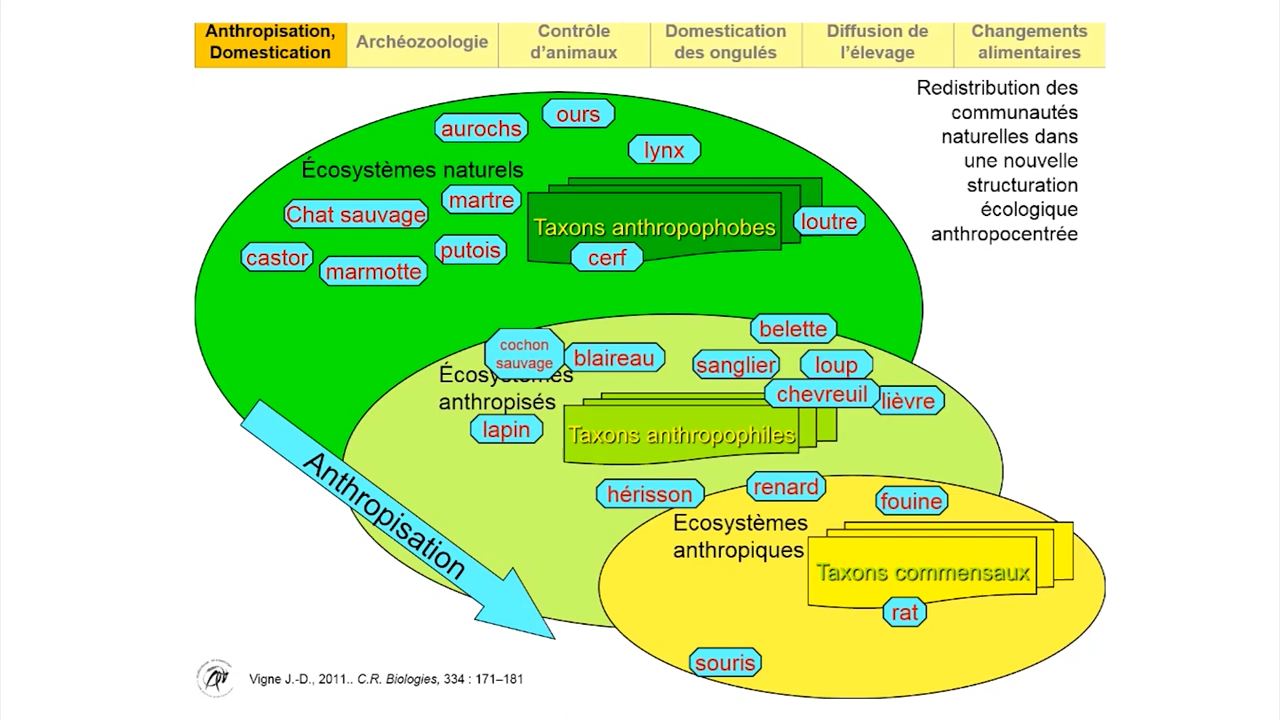 Anthropisation,
Domestication
Archéozoologie
Contrôle
d'animaux
Domestication
des ongulés
Diffusion de
l'élevage
Changements
alimentaires
Redistribution des
communautés
naturelles dans
une nouvelle
structuration
écologique
anthropocentrée
ours
aurochs
lynx
Écosystèmes naturels
martre
Chat sauvage
Taxons anthropophobes
loutre
putois
castor
cerf
marmotte
belette
cochon
sauvage
blaireau
sanglier
loup
Écosystèmes
anthropisés
chevreuil
lièvre
lapin
Taxons anthropophiles
Anthropisation
hérisson
renard
fouine
Ecosystèmes
anthropiques
Taxons commensaux
rat
souris
Vigne J.-D., 2011.. C.R. Biologies, 334 : 171–181